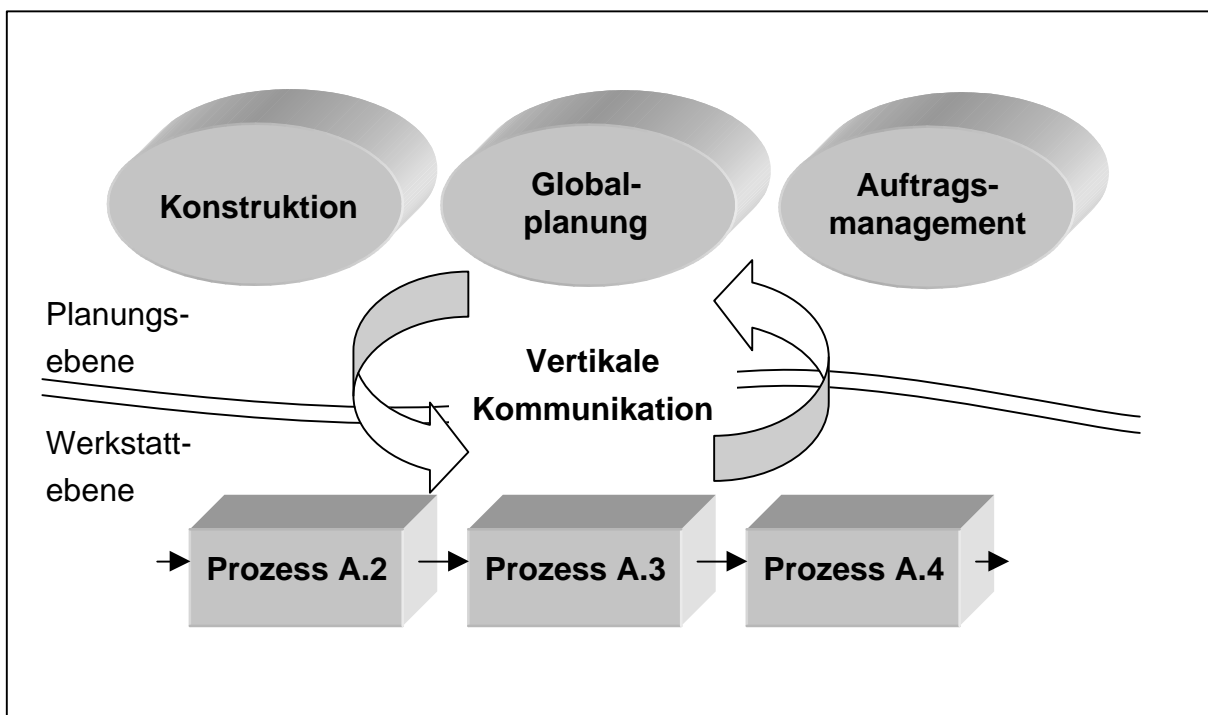 Konstruktion
Global-
planung
Auftrags-
management
Planungs-
ebene
Vertikale
Kommunikation
Werkstatt-
ebene
Prozess A.2
Prozess A.3
Prozess A.4